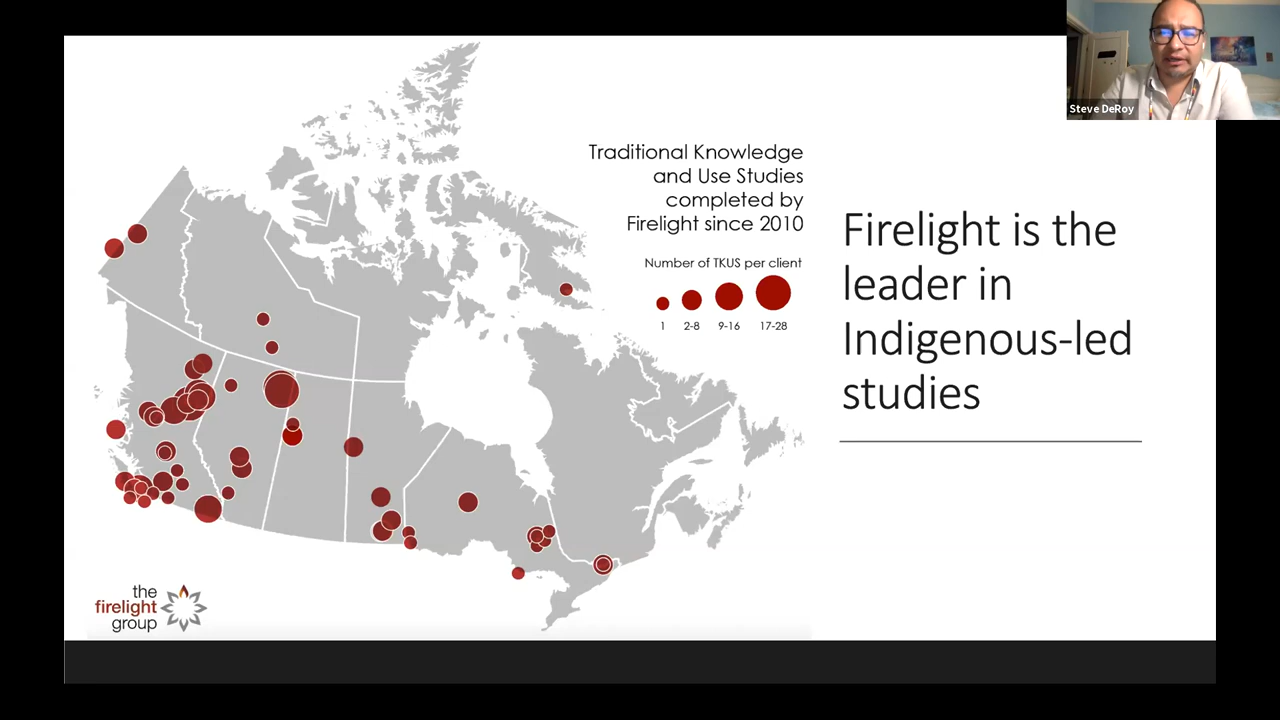 Steve DeRoy
Traditional Knowledge
and Use Studies
completed by
Firelight since 2010
Number of TKUS per client
1 2-8 9-16 17-28
Firelight is the
leader in
Indigenous-led
studies
the
firelight
group